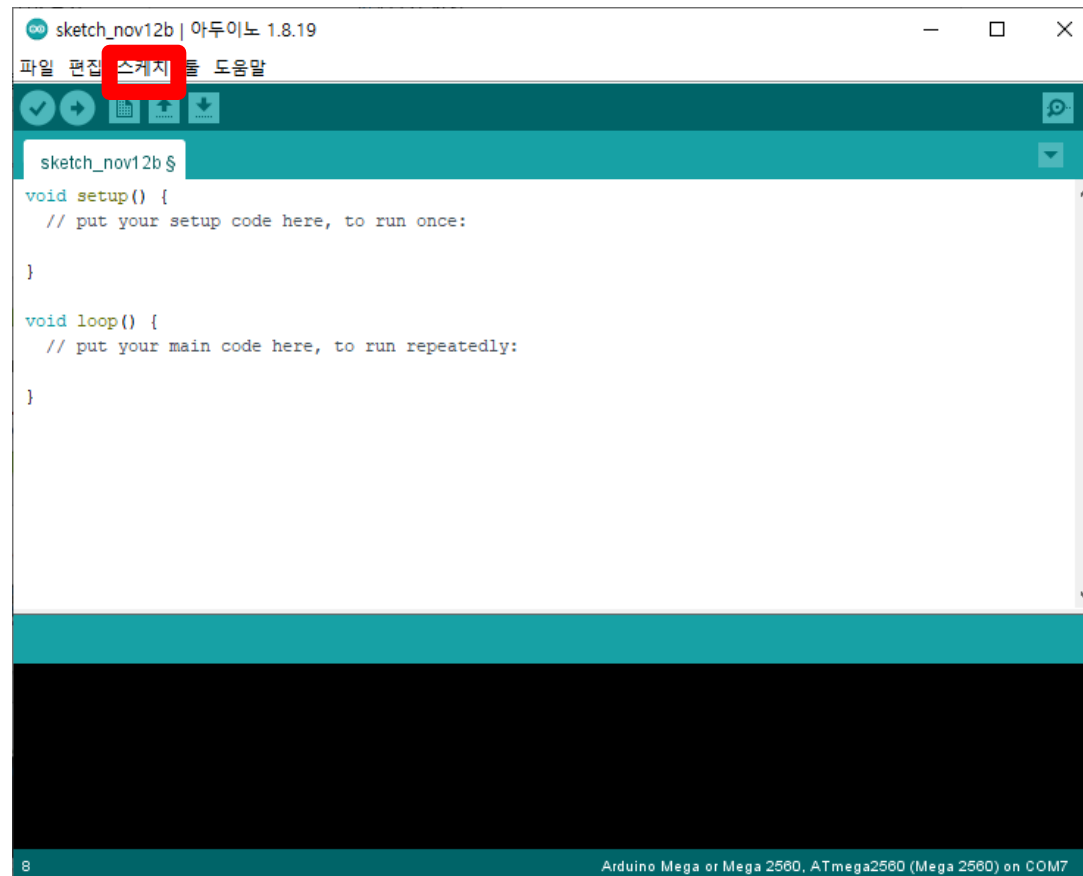 sketch_nov12b | 아두이노 1.8.19
파일 편집 스케치 툴 도움말
sketch_nov12b §
void setup() {
  // put your setup code here, to run once:
}
void loop() {
  // put your main code here, to run repeatedly:
}
8
Arduino Mega or Mega 2560, ATmega2560 (Mega 2560) on COM7